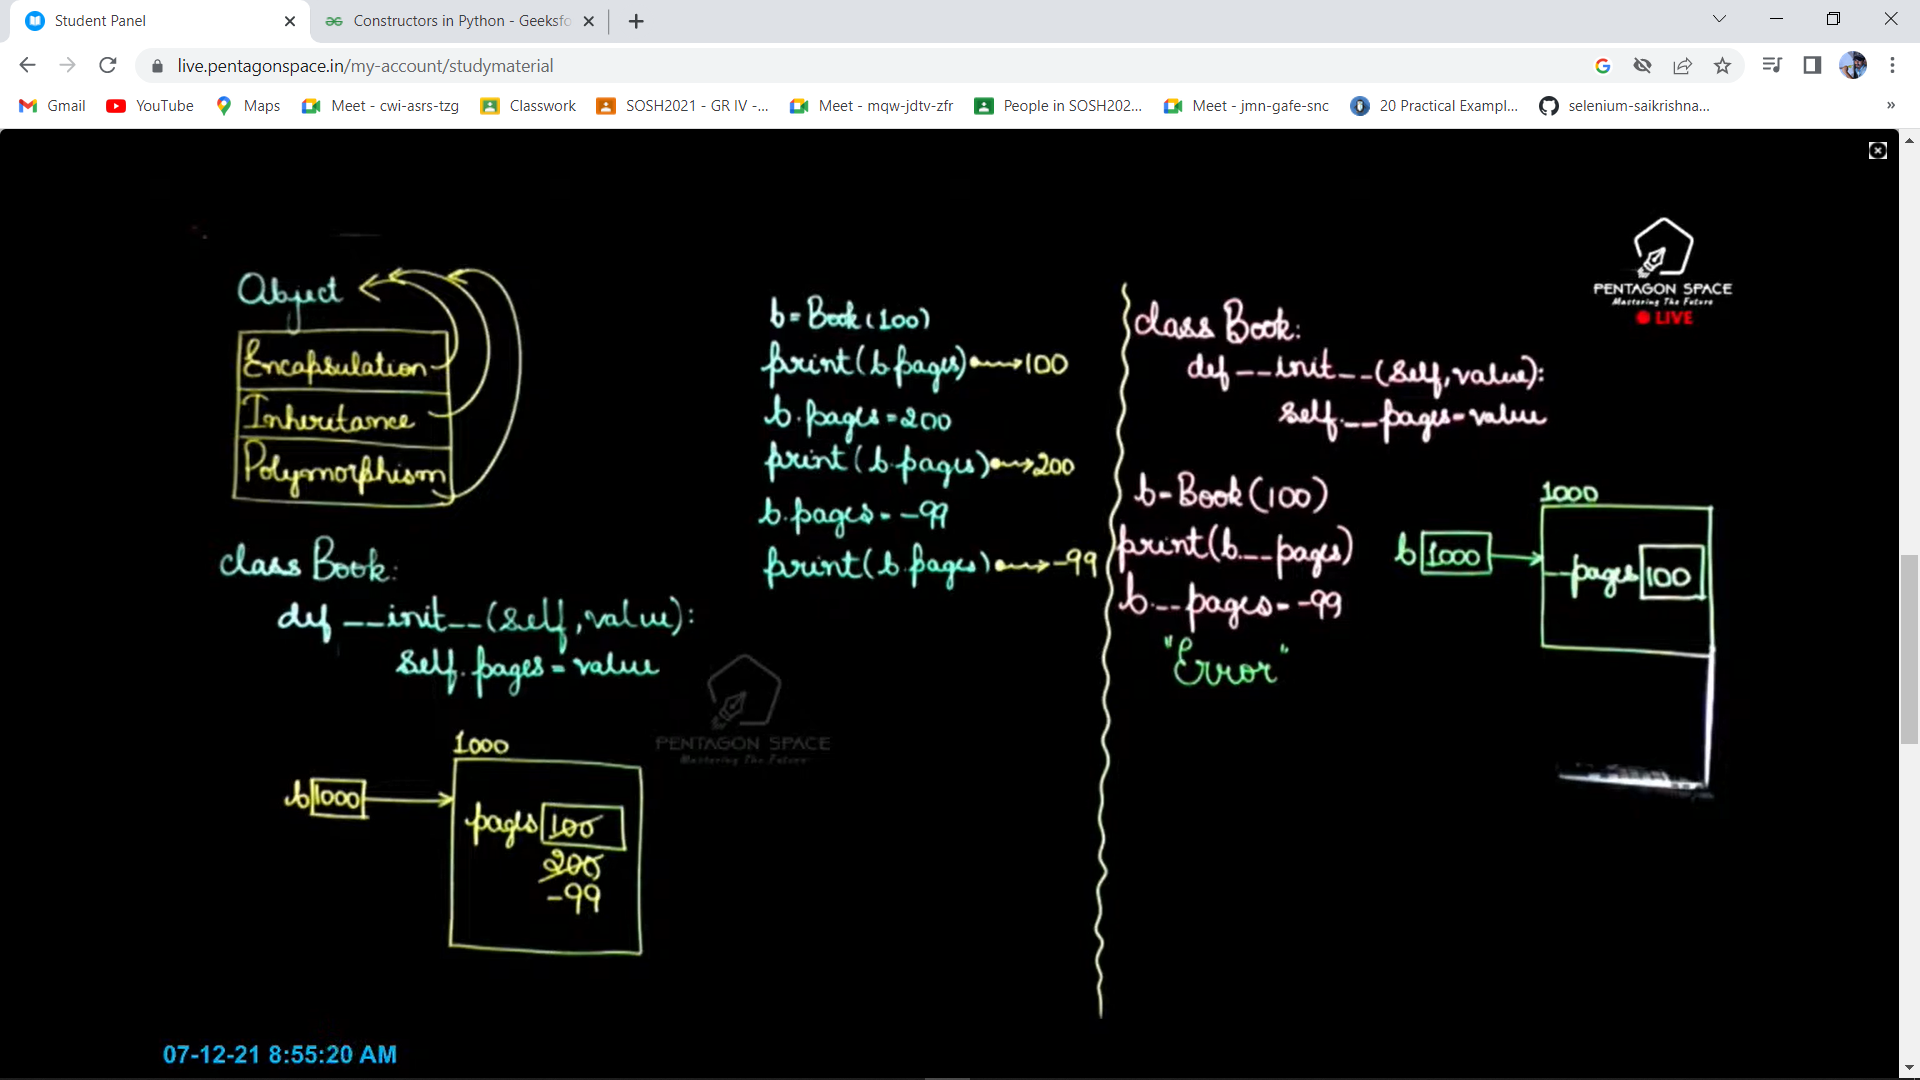 Student Panel
Constructors in Python - Geeksfo
live.pentagonspace.in/my-account/studymaterial
Gmail
YouTube
Maps
Meet - cwi-asrs-tzg
Classwork
SOSH2021 - GR IV -...
Meet - mqw-jdtv-zfr
People in SOSH202...
Meet - jmn-gafe-snc
20 Practical Exampl...
selenium-saikrishna...
»
PENTAGON SPACE
Mastering The Future
LIVE
Object
Encapsulation
Inheritance
Polymorphism
class Book:
def __init__(self,value):
self.pages=value
1000
b 1000
pages 100
200
-99
b=Book(100)
print(b.pages) 100
b.pages=200
print(b.pages) 200
b.pages=-99
print(b.pages) -99
PENTAGON SPACE
Mastering The Future
class Book:
def __init__(self,value):
self.__pages=value
b=Book(100)
print(b.__pages)
b.__pages=-99
"Error"
1000
b 1000
__pages 100
07-12-21 8:55:20 AM